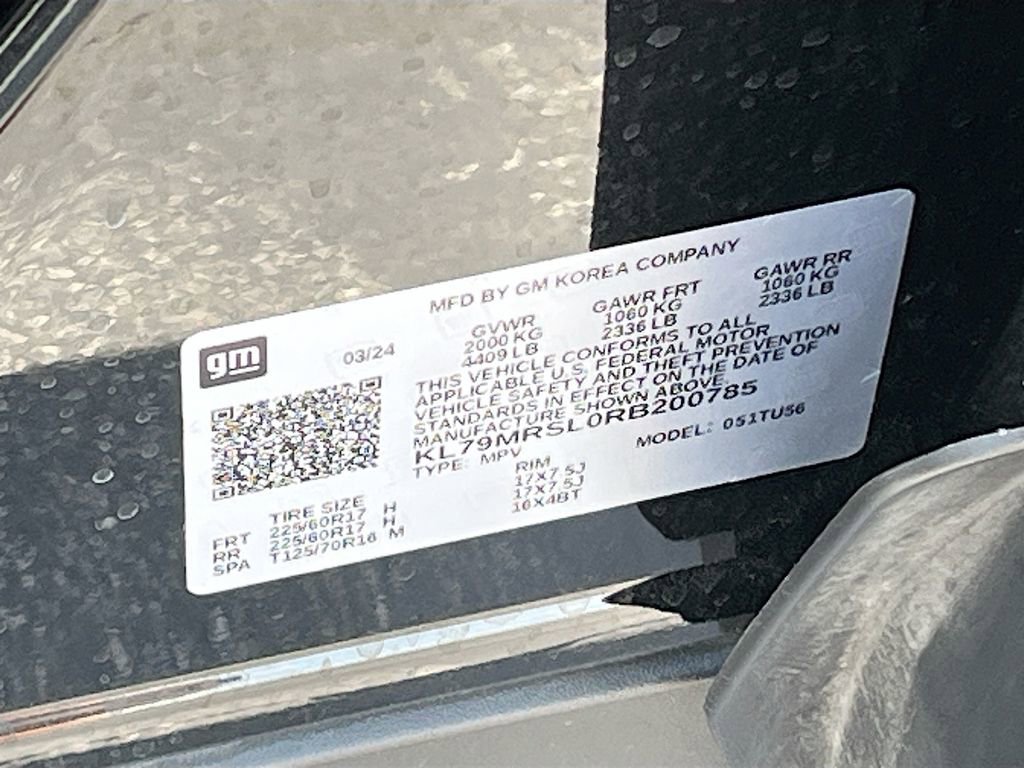 gm
03/24
MFD BY GM KOREA COMPANY
GVWR GAWR FRT GAWR RR
2000 KG 1060 KG 1060 KG
4409 LB 2336 LB 2336 LB
THIS VEHICLE CONFORMS TO ALL
APPLICABLE U.S. FEDERAL MOTOR
VEHICLE SAFETY AND THEFT PREVENTION
STANDARDS IN EFFECT ON THE DATE OF
MANUFACTURE SHOWN ABOVE.
KL79MRSL0RB200785
TYPE: MPV MODEL: 051TU56
TIRE SIZE RIM
FRT 225/60R17 H 17X7.5J
RR 225/60R17 H 17X7.5J
SPA T125/70R16 M 16X4BT